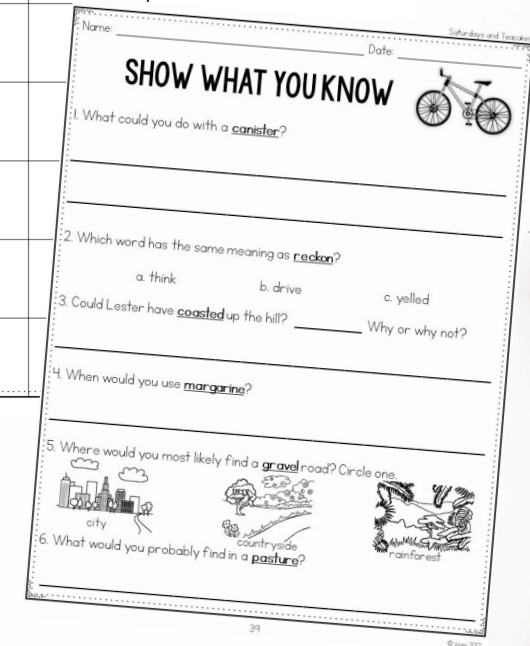 Saturdays and Teacakes
Name: Date:
SHOW WHAT YOU KNOW
1. What could you do with a canister?
2. Which word has the same meaning as reckon?
a. think b. drive c. yelled
3. Could Lester have coasted up the hill? Why or why not?
4. When would you use margarine?
5. Where would you most likely find a gravel road? Circle one.
city countryside rainforest
6. What would you probably find in a pasture?
39